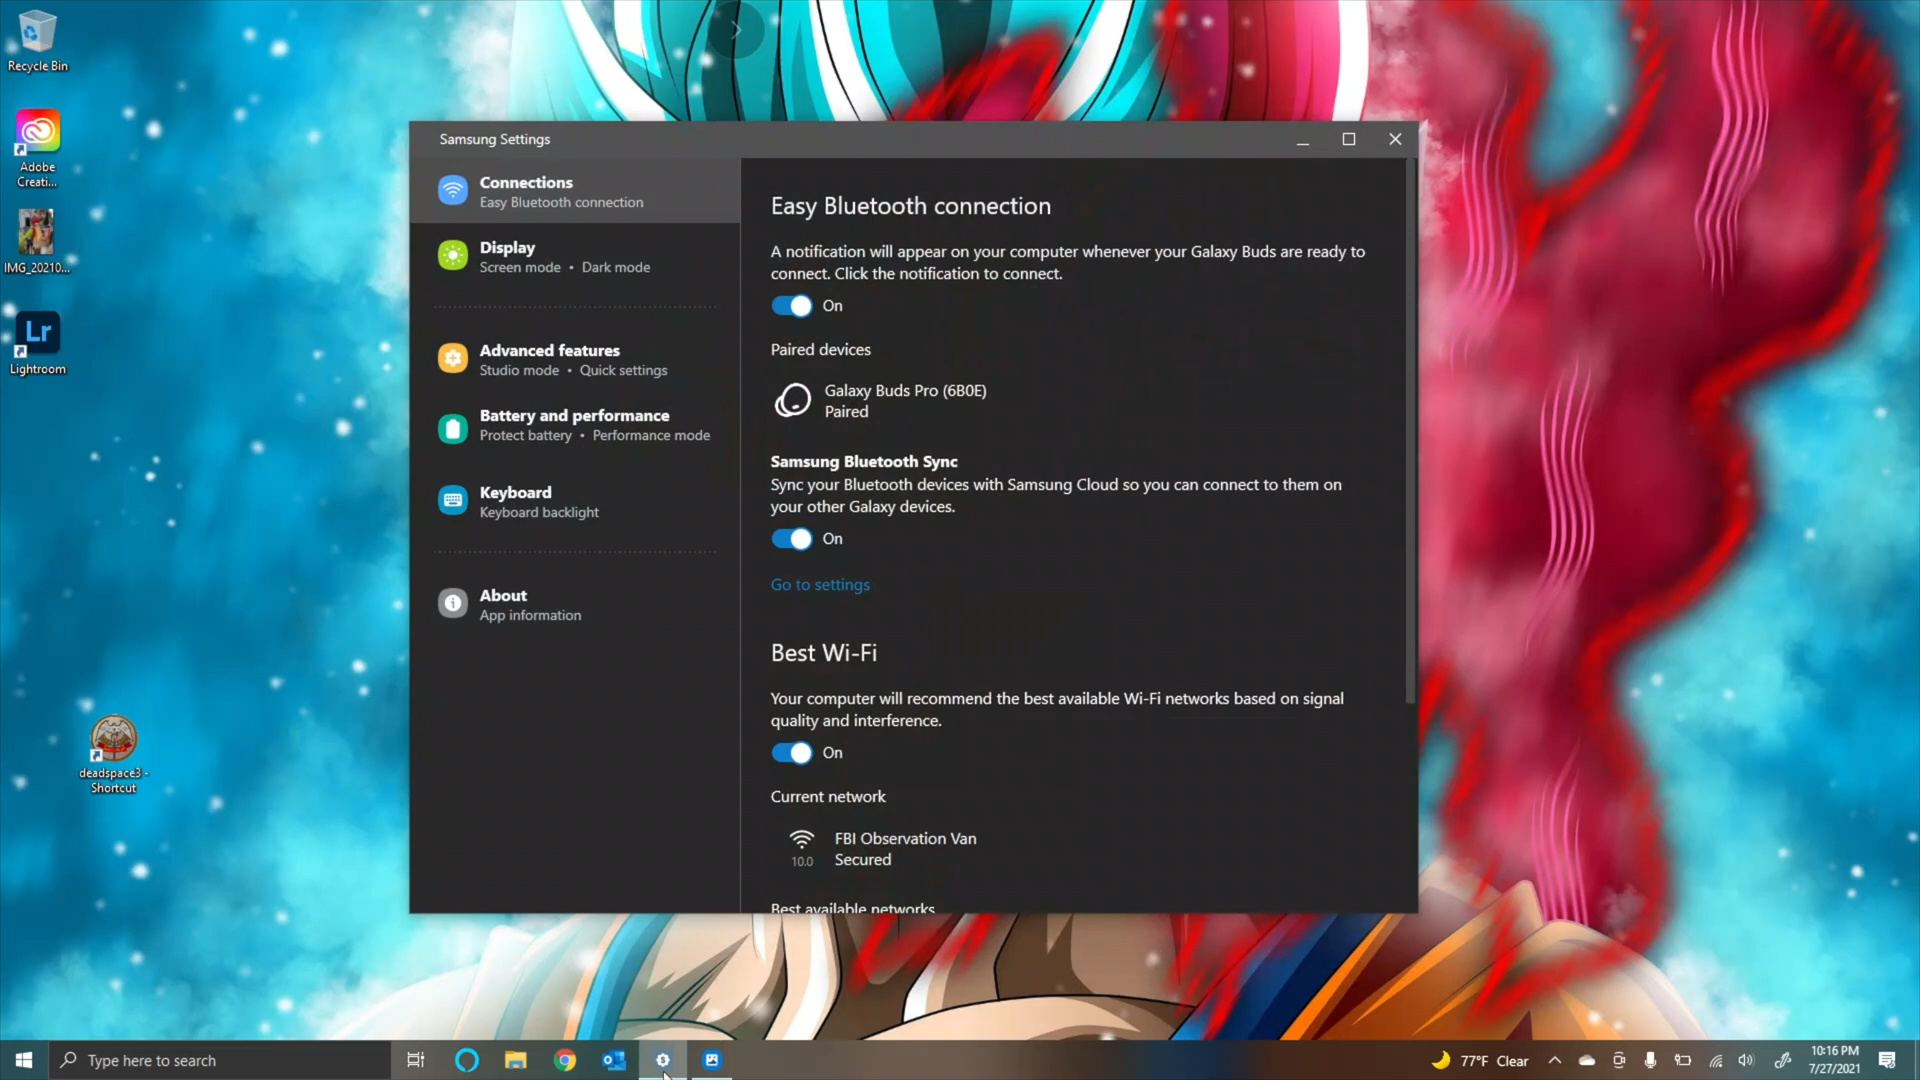 Recycle Bin
Adobe
Creati...
IMG_20210...
Lr
Lightroom
deadspace3 -
Shortcut
Samsung Settings
Connections
Easy Bluetooth connection
Display
Screen mode • Dark mode
Advanced features
Studio mode • Quick settings
Battery and performance
Protect battery • Performance mode
Keyboard
Keyboard backlight
About
App information
Easy Bluetooth connection
A notification will appear on your computer whenever your Galaxy Buds are ready to
connect. Click the notification to connect.
On
Paired devices
Galaxy Buds Pro (6B0E)
Paired
Samsung Bluetooth Sync
Sync your Bluetooth devices with Samsung Cloud so you can connect to them on
your other Galaxy devices.
On
Go to settings
Best Wi-Fi
Your computer will recommend the best available Wi-Fi networks based on signal
quality and interference.
On
Current network
FBI Observation Van
10.0
Secured
Best available networks
Type here to search
77°F Clear
10:16 PM
7/27/2021